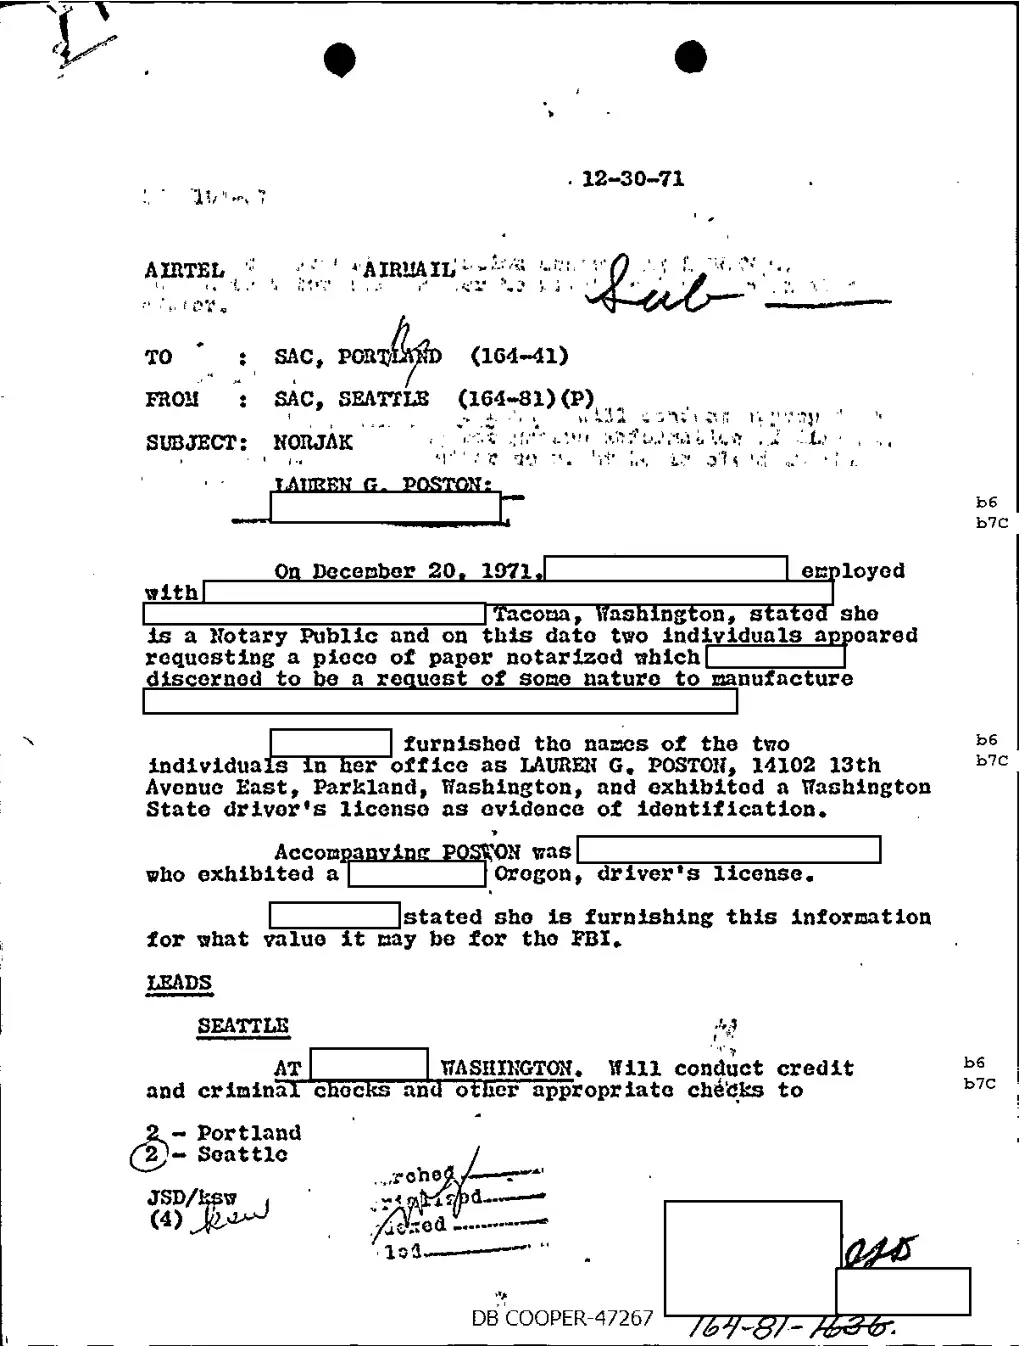 12-30-71
AIRTEL AIRMAIL
Sub
TO : SAC, PORTLAND (164-41)
FROM : SAC, SEATTLE (164-81)(P)
SUBJECT: NORJAK
LAUREN G. POSTON;
b6
b7C
On December 20, 1971, employed
with
Tacoma, Washington, stated she
is a Notary Public and on this date two individuals appeared
requesting a piece of paper notarized which
discerned to be a request of some nature to manufacture
furnished the names of the two
b6
b7C
individuals in her office as LAUREN G. POSTON, 14102 13th
Avenue East, Parkland, Washington, and exhibited a Washington
State driver's license as evidence of identification.
Accompanying POSTON was
who exhibited a Oregon, driver's license.
stated she is furnishing this information
for what value it may be for the FBI.
LEADS
SEATTLE
AT WASHINGTON. Will conduct credit
b6
b7C
and criminal checks and other appropriate checks to
2 - Portland
2 - Seattle
JSD/ksw
(4) ksw
DB COOPER-47267
164-81-1636.